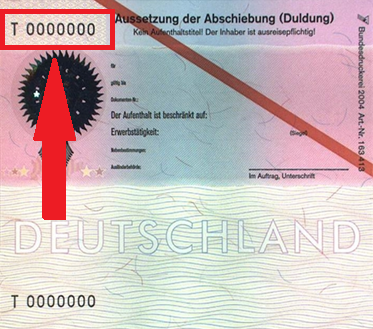 T 0000000
Aussetzung der Abschiebung (Duldung)
Kein Aufenthaltstitel! Der Inhaber ist ausreisepflichtig!
für
gültig bis
Dokumenten-Nr.:
Der Aufenthalt ist beschränkt auf:
Erwerbstätigkeit:
(Siegel)
Nebenbestimmungen:
Ausländerbehörde:
Im Auftrag, Unterschrift
Bundesdruckerei 2004 Art.-Nr. 163 413
DEUTSCHLAND
T 0000000